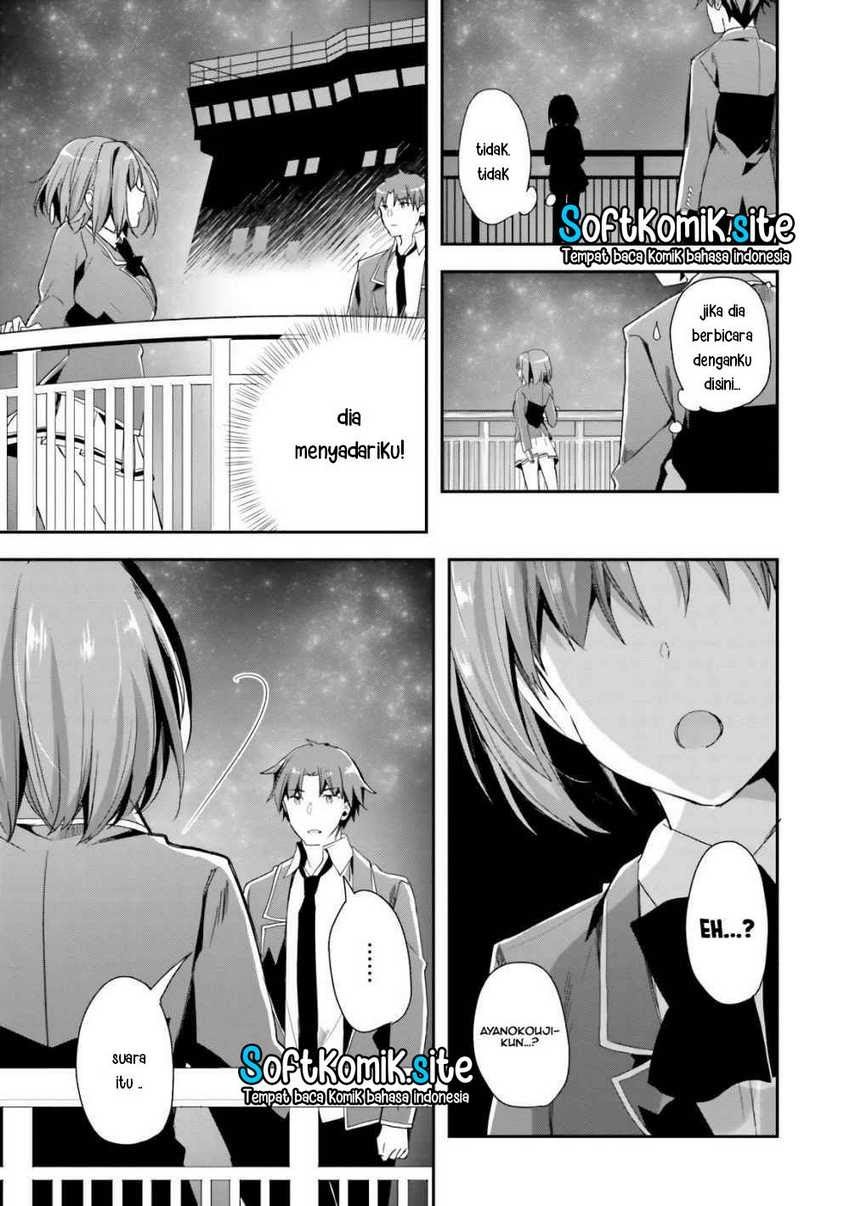 tidak.
tidak
SoftKomik.site
Tempat baca Komik bahasa indonesia
jika dia
berbicara
denganku
disini...
dia
menyadariku!
EH...?
AYANOKOUJI-
KUN...?
......
suara
itu ..
SoftKomik.site
Tempat baca Komik bahasa indonesia